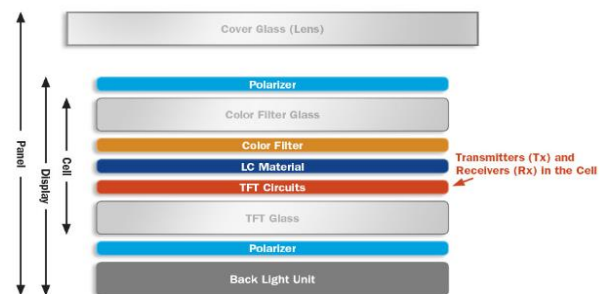 Cover Glass (Lens)
Polarizer
Color Filter Glass
Color Filter
LC Material
TFT Circuits
TFT Glass
Polarizer
Back Light Unit
Panel
Display
Cell
Transmitters (Tx) and
Receivers (Rx) in the Cell